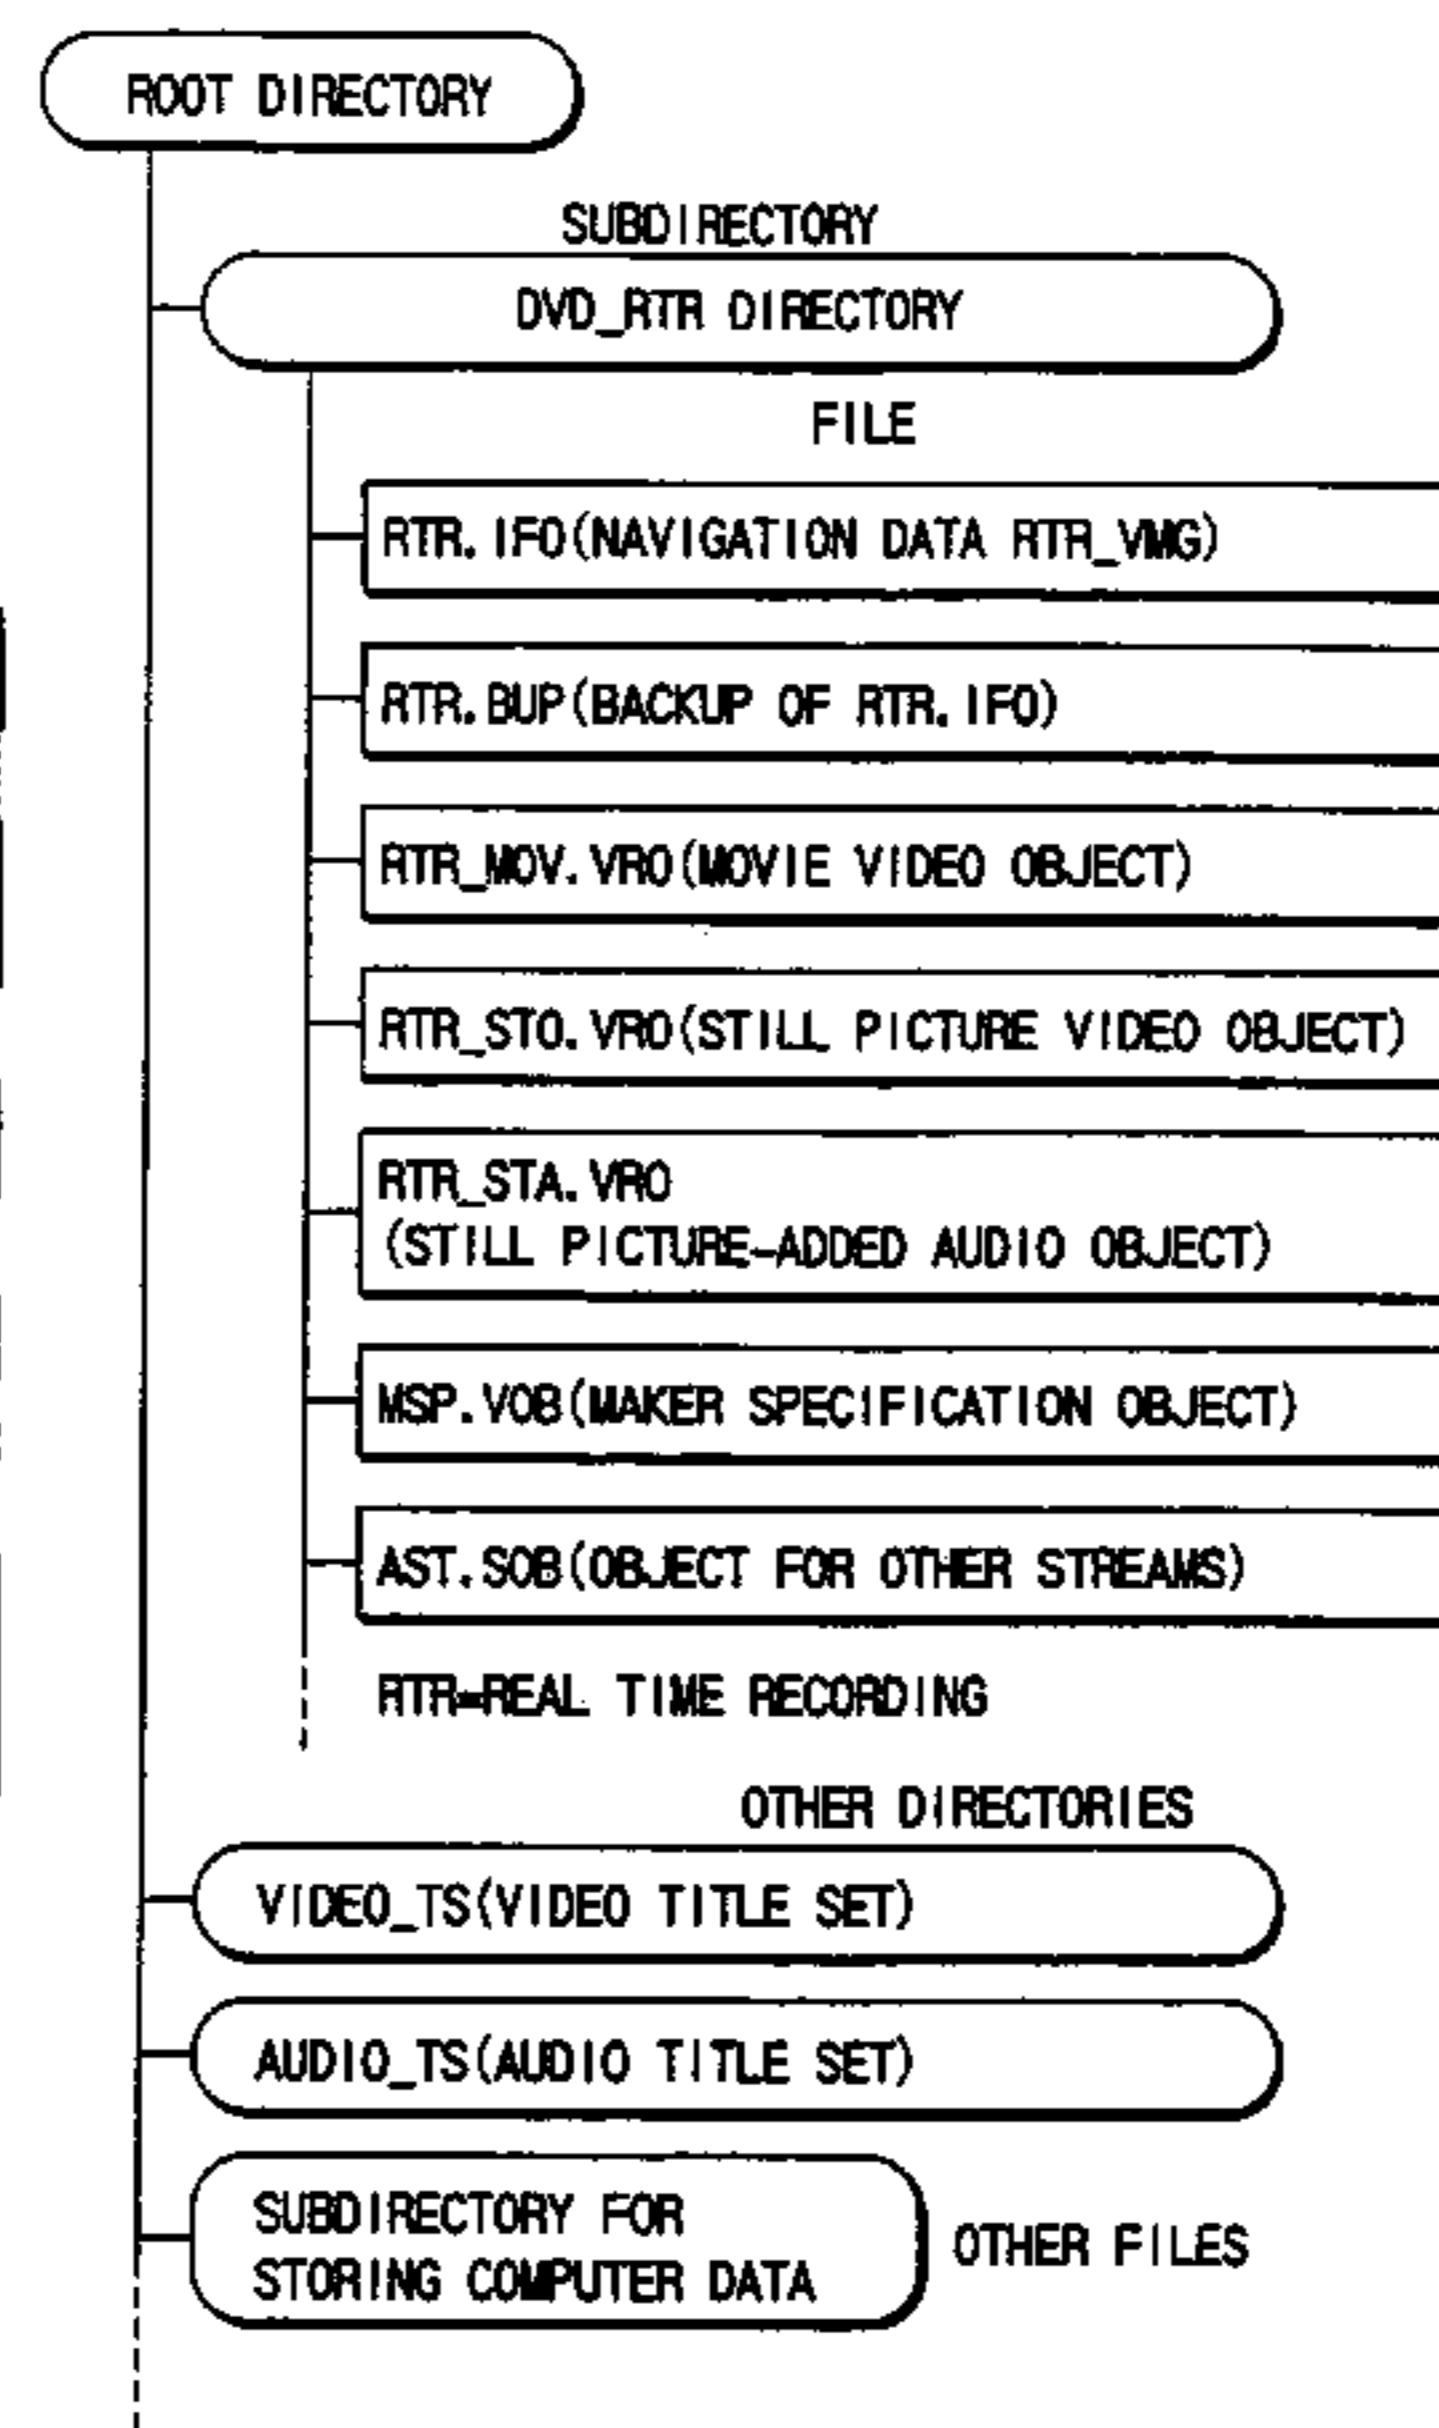 ROOT DIRECTORY
SUBDIRECTORY
DVD_RTR DIRECTORY
FILE
RTR.IFO(NAVIGATION DATA RTR_VMG)
RTR.BUP(BACKUP OF RTR.IFO)
RTR_MOV.VRO(MOVIE VIDEO OBJECT)
RTR_STO.VRO(STILL PICTURE VIDEO OBJECT)
RTR_STA.VRO
(STILL PICTURE-ADDED AUDIO OBJECT)
MSP.VOB(MAKER SPECIFICATION OBJECT)
AST.SOB(OBJECT FOR OTHER STREAMS)
RTR=REAL TIME RECORDING
OTHER DIRECTORIES
VIDEO_TS(VIDEO TITLE SET)
AUDIO_TS(AUDIO TITLE SET)
SUBDIRECTORY FOR
STORING COMPUTER DATA
OTHER FILES